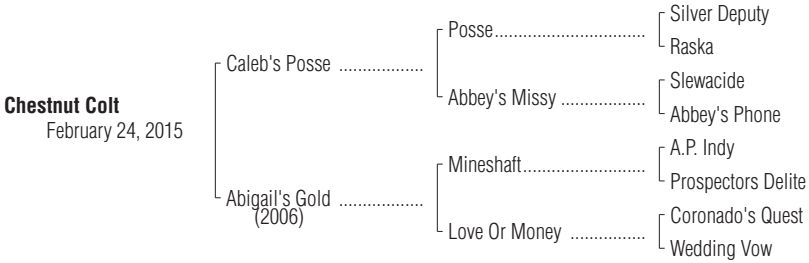 Silver Deputy
Posse................................
Raska
Caleb's Posse ..................
Slewacide
Abbey's Missy ..................
Abbey's Phone
Chestnut Colt
February 24, 2015
A.P. Indy
Mineshaft..........................
Prospectors Delite
Abigail's Gold ..................
(2006)
Coronado's Quest
Love Or Money ................
Wedding Vow